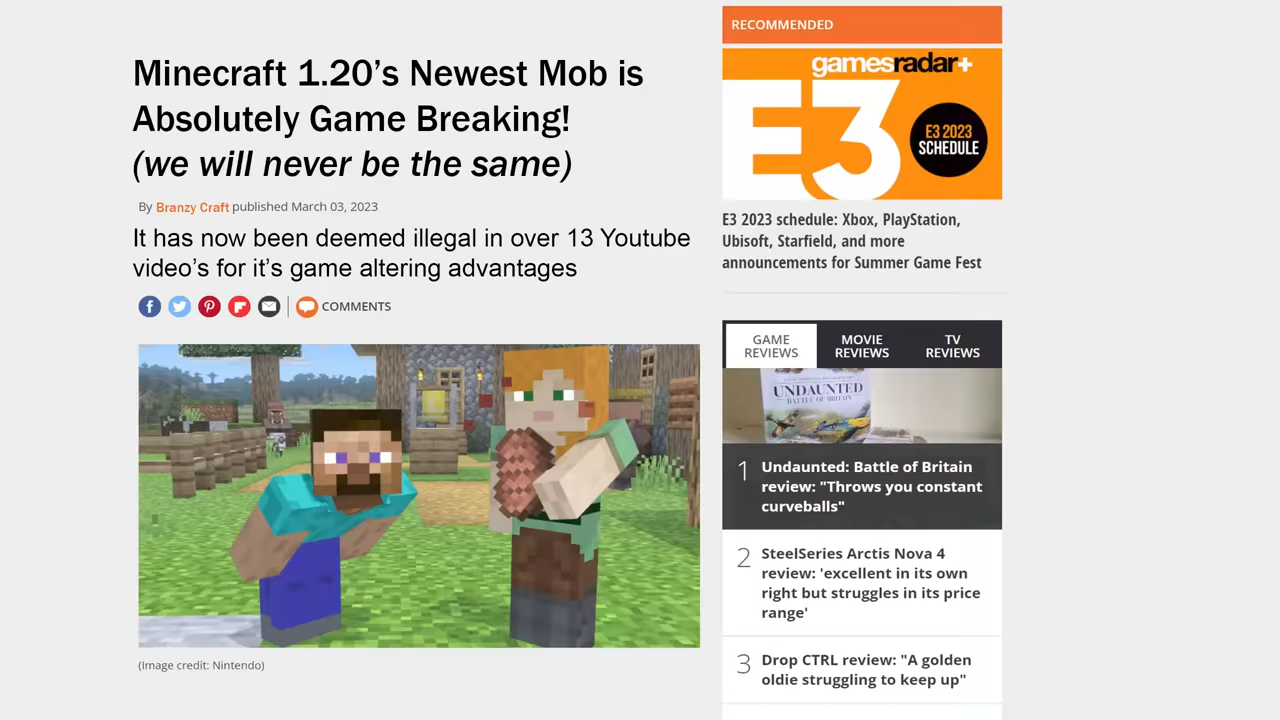 Minecraft 1.20’s Newest Mob is
Absolutely Game Breaking!
(we will never be the same)
By Branzy Craft published March 03, 2023
It has now been deemed illegal in over 13 Youtube
video’s for it’s game altering advantages
COMMENTS
(Image credit: Nintendo)
RECOMMENDED
gamesradar+
E3
E3 2023
SCHEDULE
E3 2023 schedule: Xbox, PlayStation,
Ubisoft, Starfield, and more
announcements for Summer Game Fest
GAME
REVIEWS
MOVIE
REVIEWS
TV
REVIEWS
UNDAUNTED
BATTLE OF BRITAIN
1 Undaunted: Battle of Britain
review: "Throws you constant
curveballs"
2 SteelSeries Arctis Nova 4
review: 'excellent in its own
right but struggles in its price
range'
3 Drop CTRL review: "A golden
oldie struggling to keep up"